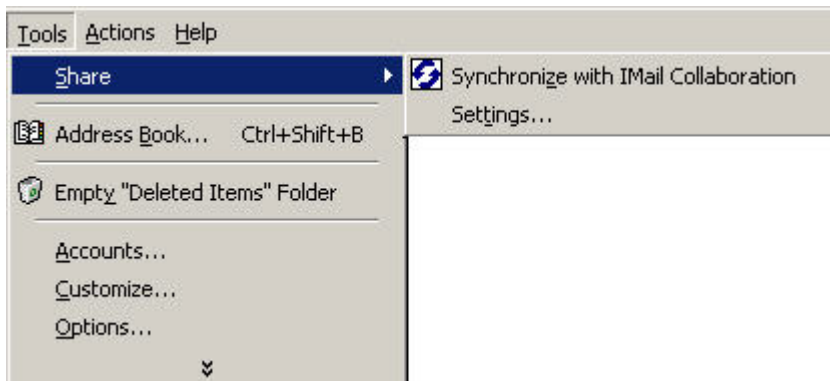 Tools Actions Help
Share
Synchronize with IMail Collaboration
Settings...
Address Book... Ctrl+Shift+B
Empty "Deleted Items" Folder
Accounts...
Customize...
Options...